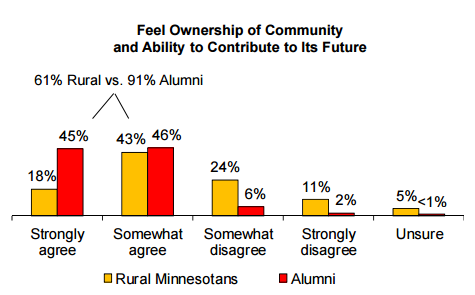 Feel Ownership of Community
and Ability to Contribute to Its Future
61% Rural vs. 91% Alumni
18% 45% 43% 46% 24% 6% 11% 2% 5% <1%
Strongly agree
Somewhat agree
Somewhat disagree
Strongly disagree
Unsure
Rural Minnesotans Alumni